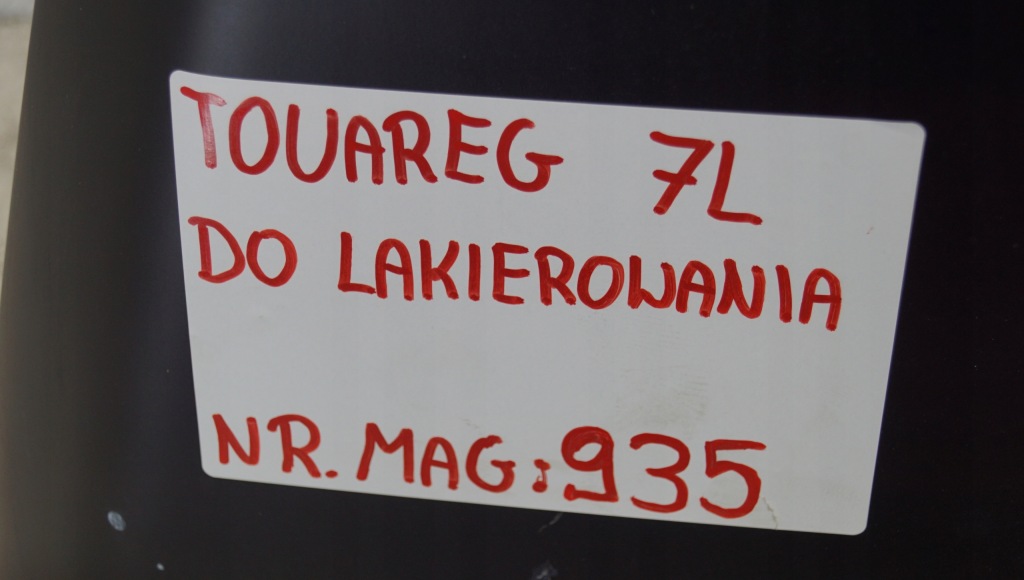 TOUAREG 7L
DO LAKIEROWANIA
NR. MAG: 935